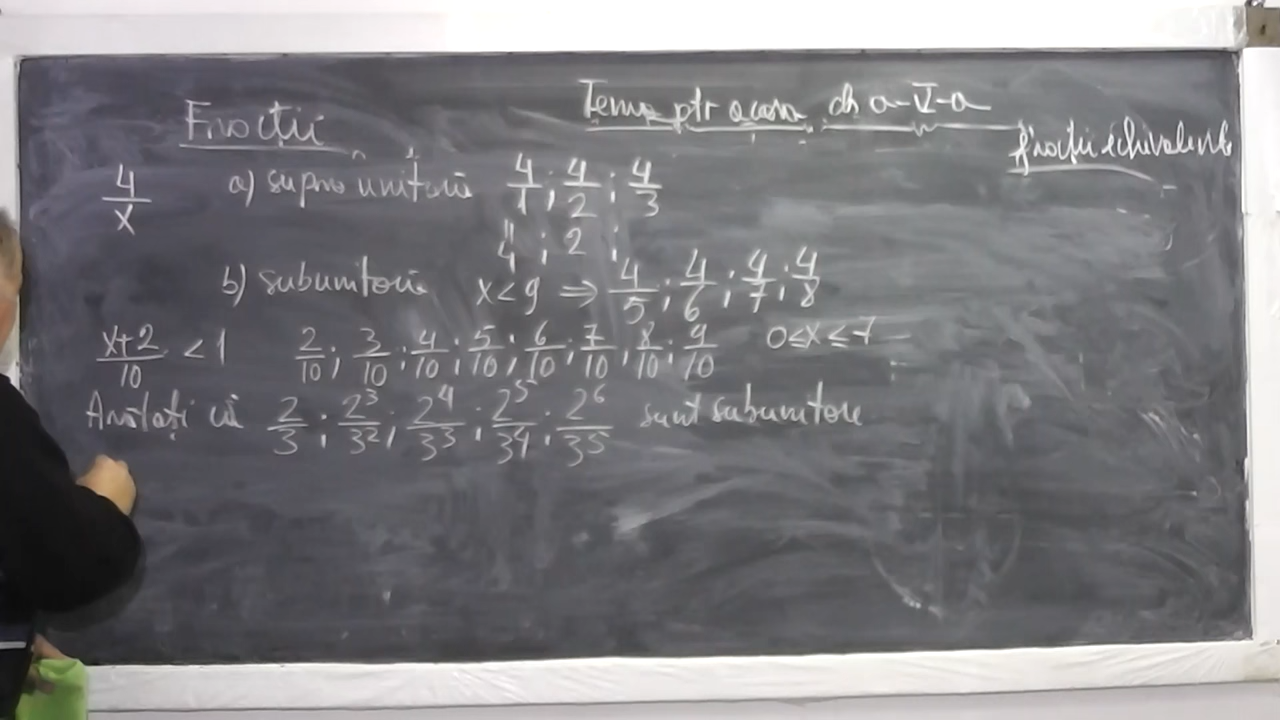 Fracții
Tema ptr acasa cls a-V-a
fracții echivalente
4/x a) supraunitare 4/1 ; 4/2 ; 4/3
4 ; 2 ;
b) subunitare x<9 ⇒ 4/5 ; 4/6 ; 4/7 ; 4/8
x+2/10 < 1 2/10 ; 3/10 ; 4/10 ; 5/10 ; 6/10 ; 7/10 ; 8/10 ; 9/10 0≤x≤7
Arătați că 2/3 ; 2³/3² ; 2⁴/3³ ; 2⁵/3⁴ ; 2⁶/3⁵ sunt subunitare